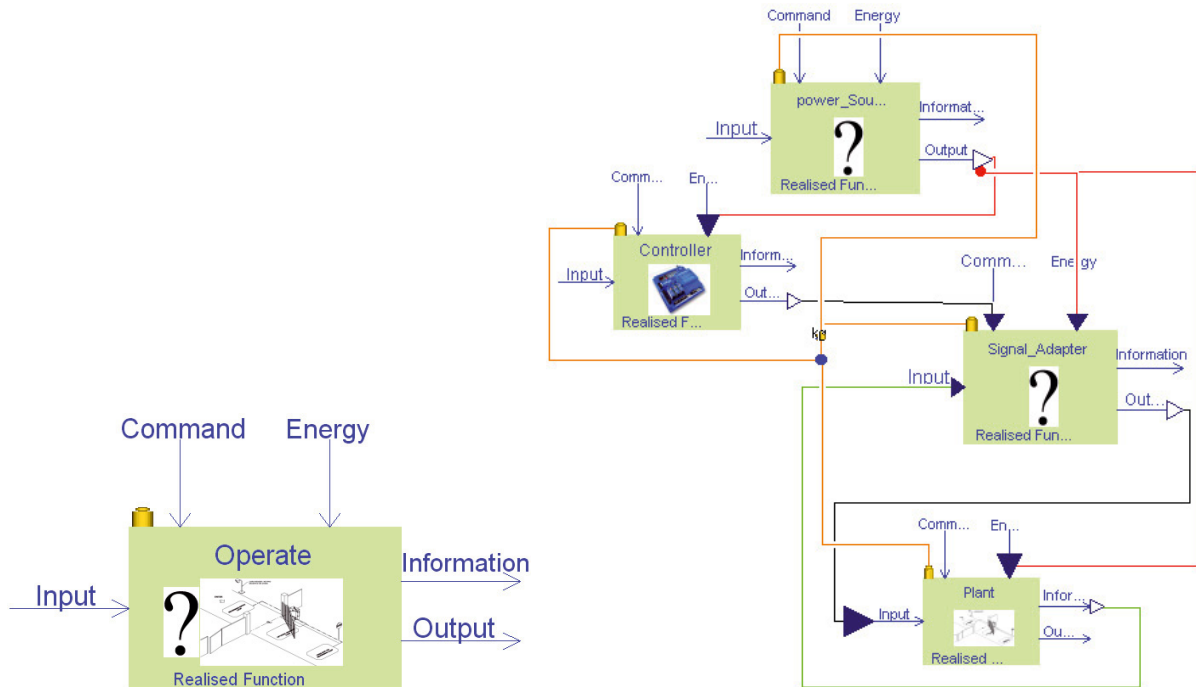 Command Energy
Input
Operate
?
Information
Output
Realised Function
Command Energy
power_Sou...
Input
?
Informat...
Output
Realised Fun...
Comm... En...
Controller
Input
Inform...
Out...
Realised F...
kg
Comm... Energy
Signal_Adapter
Input
?
Information
Out...
Realised Fun...
Comm... En...
Plant
Input
Infor...
Ou...
Realised ...